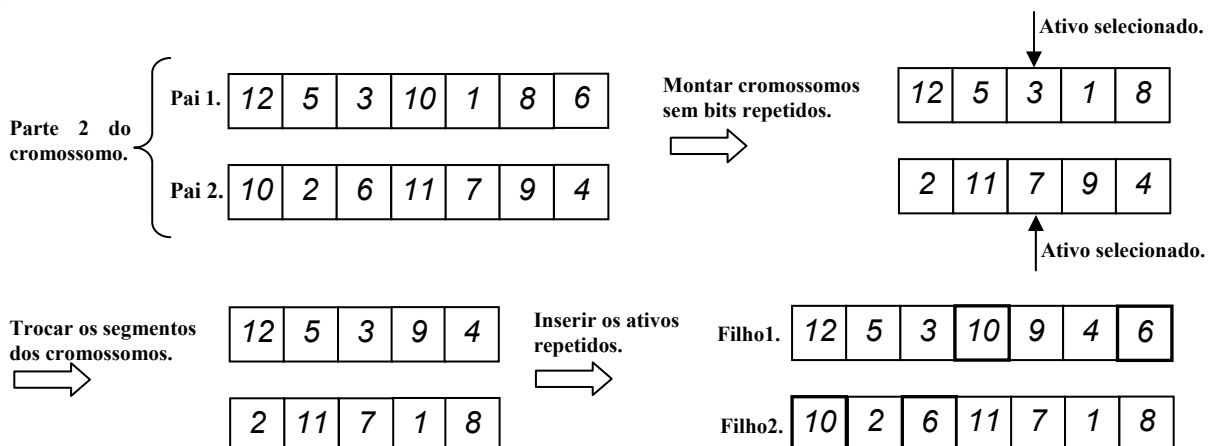 Ativo selecionado.
Parte 2 do
cromossomo.
Pai 1. 12 5 3 10 1 8 6
Pai 2. 10 2 6 11 7 9 4
Montar cromossomos
sem bits repetidos.
12 5 3 1 8
2 11 7 9 4
Ativo selecionado.
Trocar os segmentos
dos cromossomos.
12 5 3 9 4
2 11 7 1 8
Inserir os ativos
repetidos.
Filho1. 12 5 3 10 9 4 6
Filho2. 10 2 6 11 7 1 8